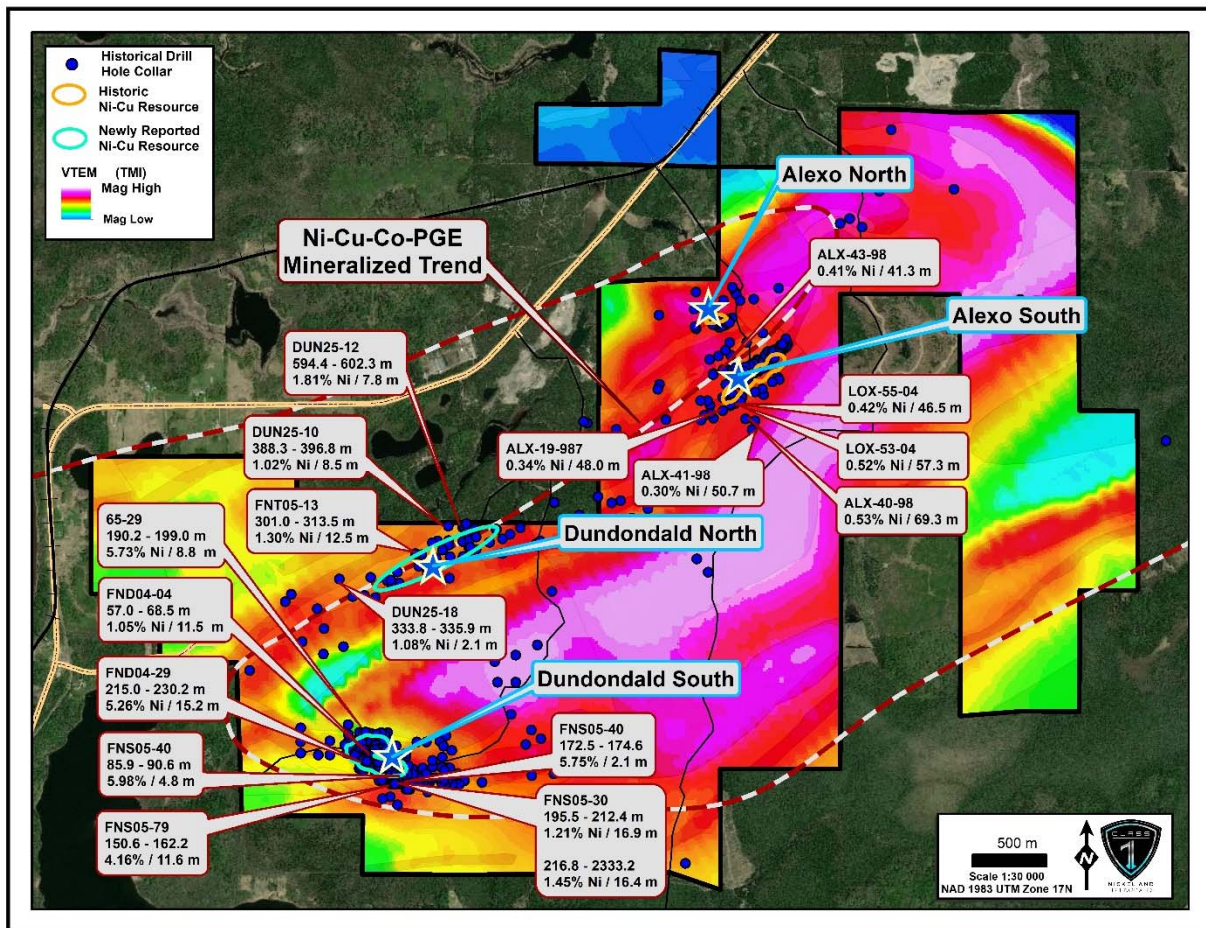 Historical Drill
Hole Collar
Historic
Ni-Cu Resource
Newly Reported
Ni-Cu Resource
VTEM (TMI)
Mag High
Mag Low
Alexo North
Ni-Cu-Co-PGE
Mineralized Trend
ALX-43-98
0.41% Ni / 41.3 m
Alexo South
DUN25-12
594.4 - 602.3 m
1.81% Ni / 7.8 m
LOX-55-04
0.42% Ni / 46.5 m
DUN25-10
388.3 - 396.8 m
1.02% Ni / 8.5 m
ALX-19-987
0.34% Ni / 48.0 m
LOX-53-04
0.52% Ni / 57.3 m
ALX-41-98
0.30% Ni / 50.7 m
ALX-40-98
0.53% Ni / 69.3 m
FNT05-13
301.0 - 313.5 m
1.30% Ni / 12.5 m
65-29
190.2 - 199.0 m
5.73% Ni / 8.8 m
Dundondald North
FND04-04
57.0 - 68.5 m
1.05% Ni / 11.5 m
DUN25-18
333.8 - 335.9 m
1.08% Ni / 2.1 m
FND04-29
215.0 - 230.2 m
5.26% Ni / 15.2 m
Dundondald South
FNS05-40
85.9 - 90.6 m
5.98% / 4.8 m
FNS05-40
172.5 - 174.6
5.75% / 2.1 m
FNS05-79
150.6 - 162.2
4.16% / 11.6 m
FNS05-30
195.5 - 212.4 m
1.21% Ni / 16.9 m
216.8 - 2333.2
1.45% Ni / 16.4 m
500 m
Scale 1:30 000
NAD 1983 UTM Zone 17N
N
CLASS
1
NICKEL AND